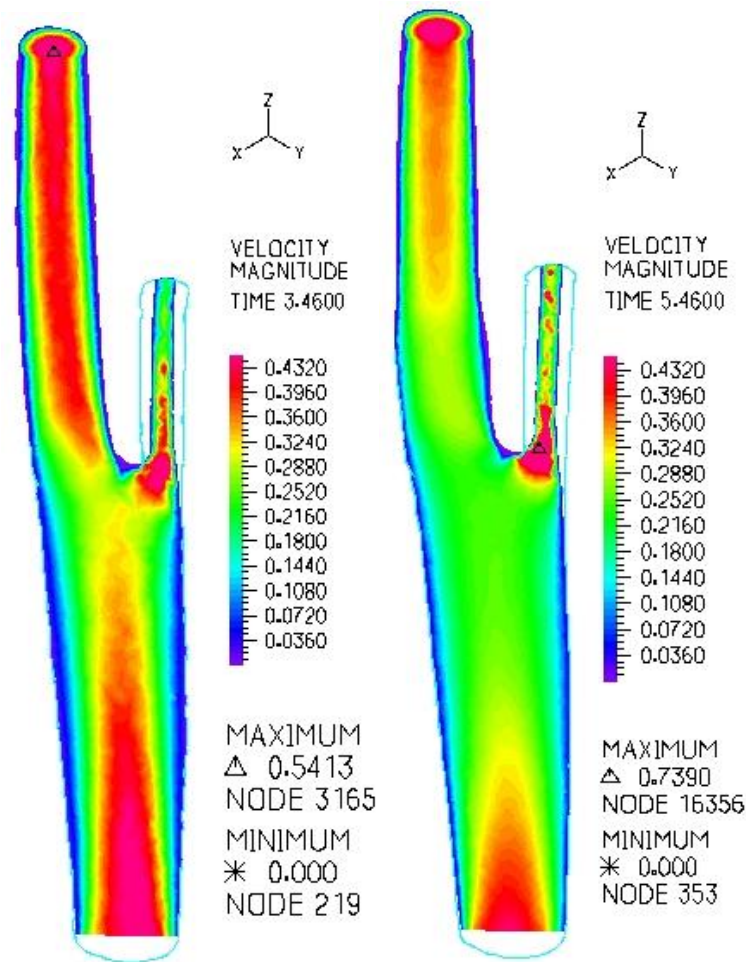 Z
X Y
VELOCITY
MAGNITUDE
TIME 3.4600
0.4320
0.3960
0.3600
0.3240
0.2880
0.2520
0.2160
0.1800
0.1440
0.1080
0.0720
0.0360
MAXIMUM
△ 0.5413
NODE 3165
MINIMUM
* 0.000
NODE 219
Z
X Y
VELOCITY
MAGNITUDE
TIME 5.4600
0.4320
0.3960
0.3600
0.3240
0.2880
0.2520
0.2160
0.1800
0.1440
0.1080
0.0720
0.0360
MAXIMUM
△ 0.7390
NODE 16356
MINIMUM
* 0.000
NODE 353